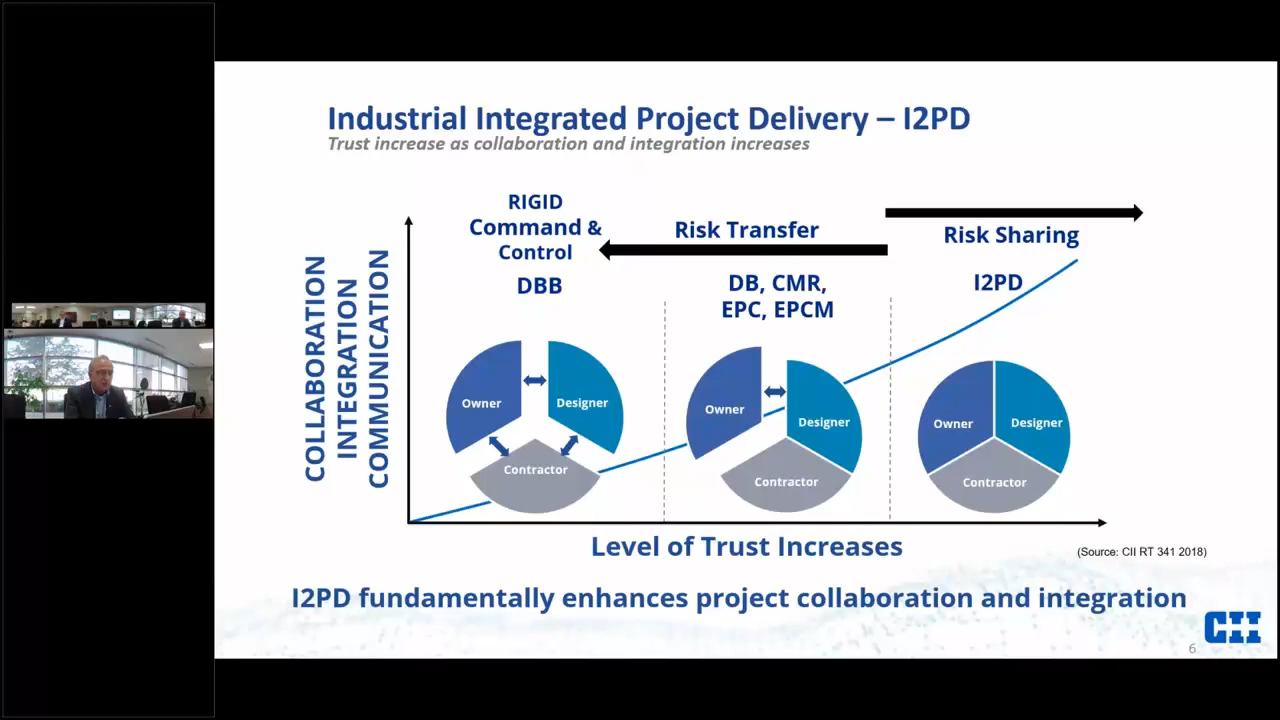 Industrial Integrated Project Delivery – I2PD
Trust increase as collaboration and integration increases
RIGID
Command &
Control
DBB
Risk Transfer
DB, CMR,
EPC, EPCM
Risk Sharing
I2PD
COLLABORATION
INTEGRATION
COMMUNICATION
Owner
Designer
Contractor
Owner
Designer
Contractor
Owner
Designer
Contractor
Level of Trust Increases
(Source: CII RT 341 2018)
I2PD fundamentally enhances project collaboration and integration
CII
6